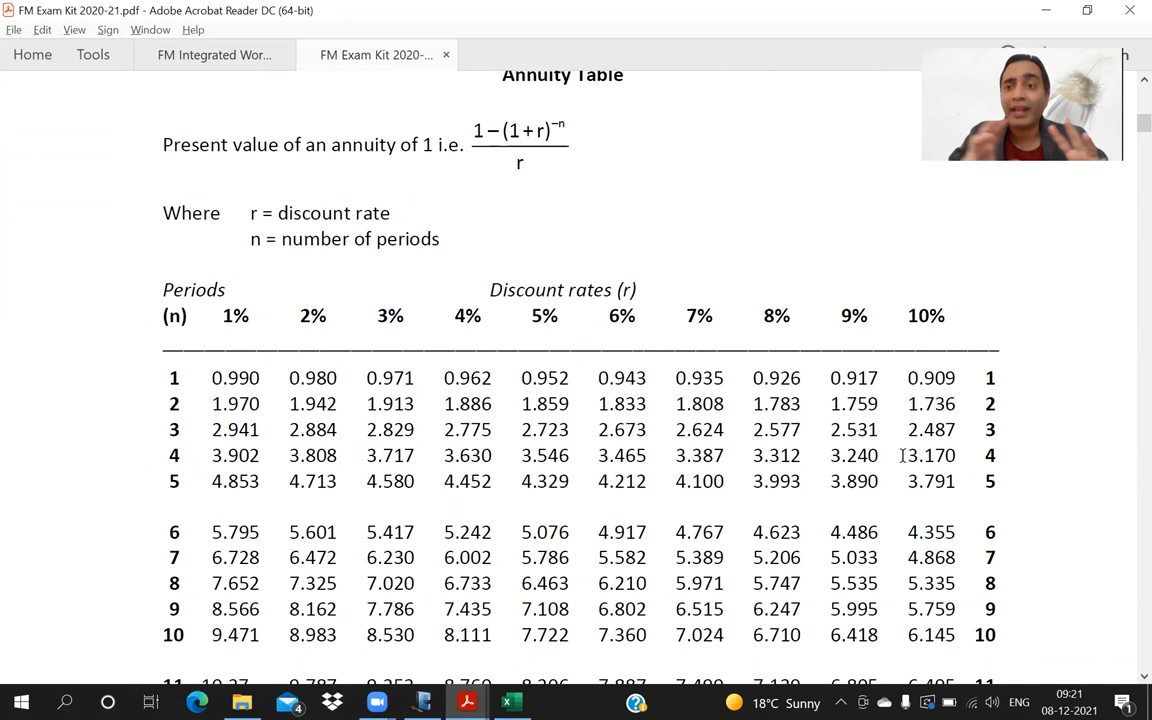 FM Exam Kit 2020-21.pdf - Adobe Acrobat Reader DC (64-bit)
File Edit View Sign Window Help
Home Tools FM Integrated Wor... FM Exam Kit 2020-... ×
Annuity Table
Present value of an annuity of 1 i.e. 1−(1+r)⁻ⁿ
r
Where r = discount rate
n = number of periods
Periods Discount rates (r)
(n) 1% 2% 3% 4% 5% 6% 7% 8% 9% 10%
1 0.990 0.980 0.971 0.962 0.952 0.943 0.935 0.926 0.917 0.909 1
2 1.970 1.942 1.913 1.886 1.859 1.833 1.808 1.783 1.759 1.736 2
3 2.941 2.884 2.829 2.775 2.723 2.673 2.624 2.577 2.531 2.487 3
4 3.902 3.808 3.717 3.630 3.546 3.465 3.387 3.312 3.240 3.170 4
5 4.853 4.713 4.580 4.452 4.329 4.212 4.100 3.993 3.890 3.791 5
6 5.795 5.601 5.417 5.242 5.076 4.917 4.767 4.623 4.486 4.355 6
7 6.728 6.472 6.230 6.002 5.786 5.582 5.389 5.206 5.033 4.868 7
8 7.652 7.325 7.020 6.733 6.463 6.210 5.971 5.747 5.535 5.335 8
9 8.566 8.162 7.786 7.435 7.108 6.802 6.515 6.247 5.995 5.759 9
10 9.471 8.983 8.530 8.111 7.722 7.360 7.024 6.710 6.418 6.145 10
4 18°C Sunny ENG 09:21
08-12-2021 1